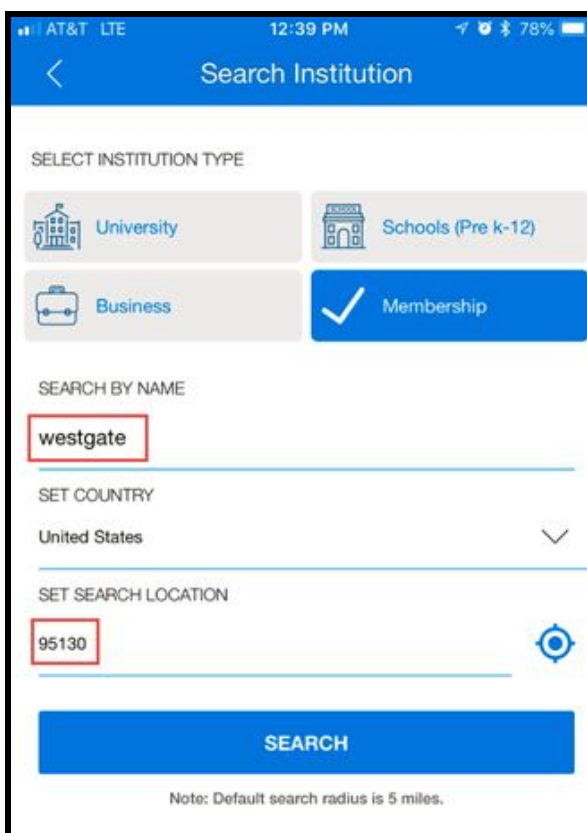 AT&T LTE 12:39 PM 78%
Search Institution
SELECT INSTITUTION TYPE
University Schools (Pre k-12)
Business Membership
SEARCH BY NAME
westgate
SET COUNTRY
United States
SET SEARCH LOCATION
95130
SEARCH
Note: Default search radius is 5 miles.